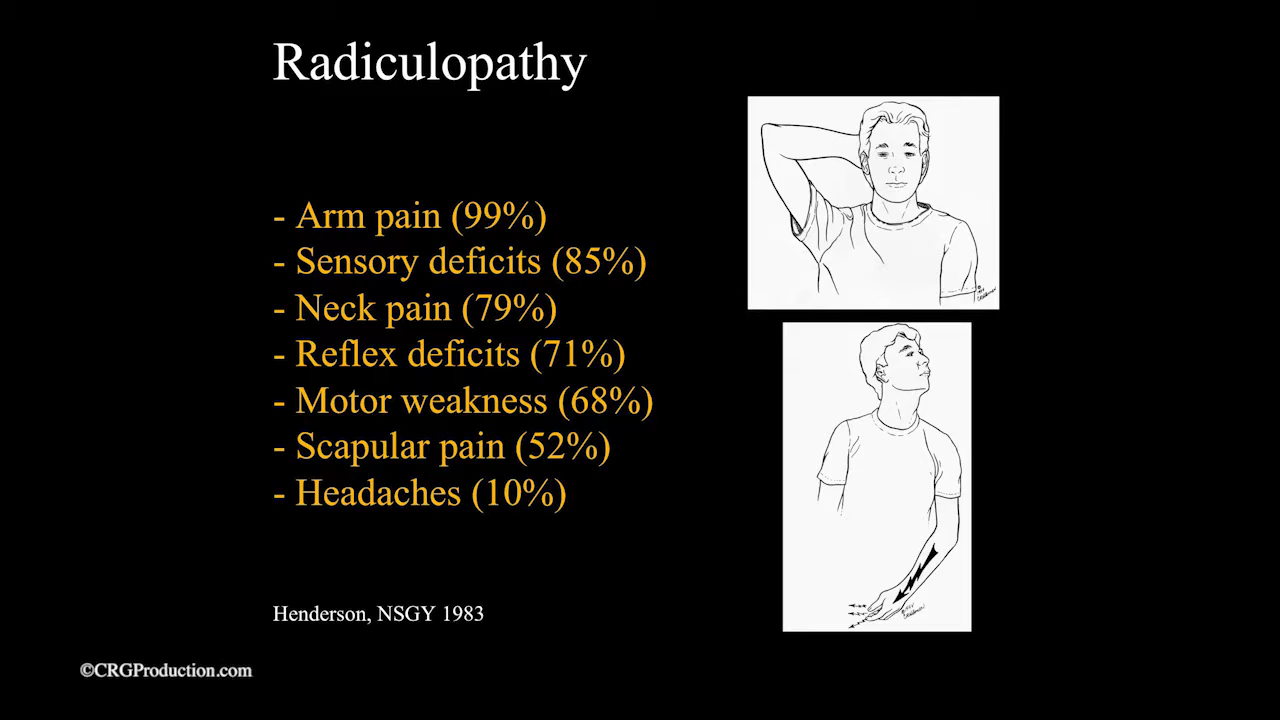 Radiculopathy
- Arm pain (99%)
- Sensory deficits (85%)
- Neck pain (79%)
- Reflex deficits (71%)
- Motor weakness (68%)
- Scapular pain (52%)
- Headaches (10%)
Henderson, NSGY 1983
©CRGProduction.com